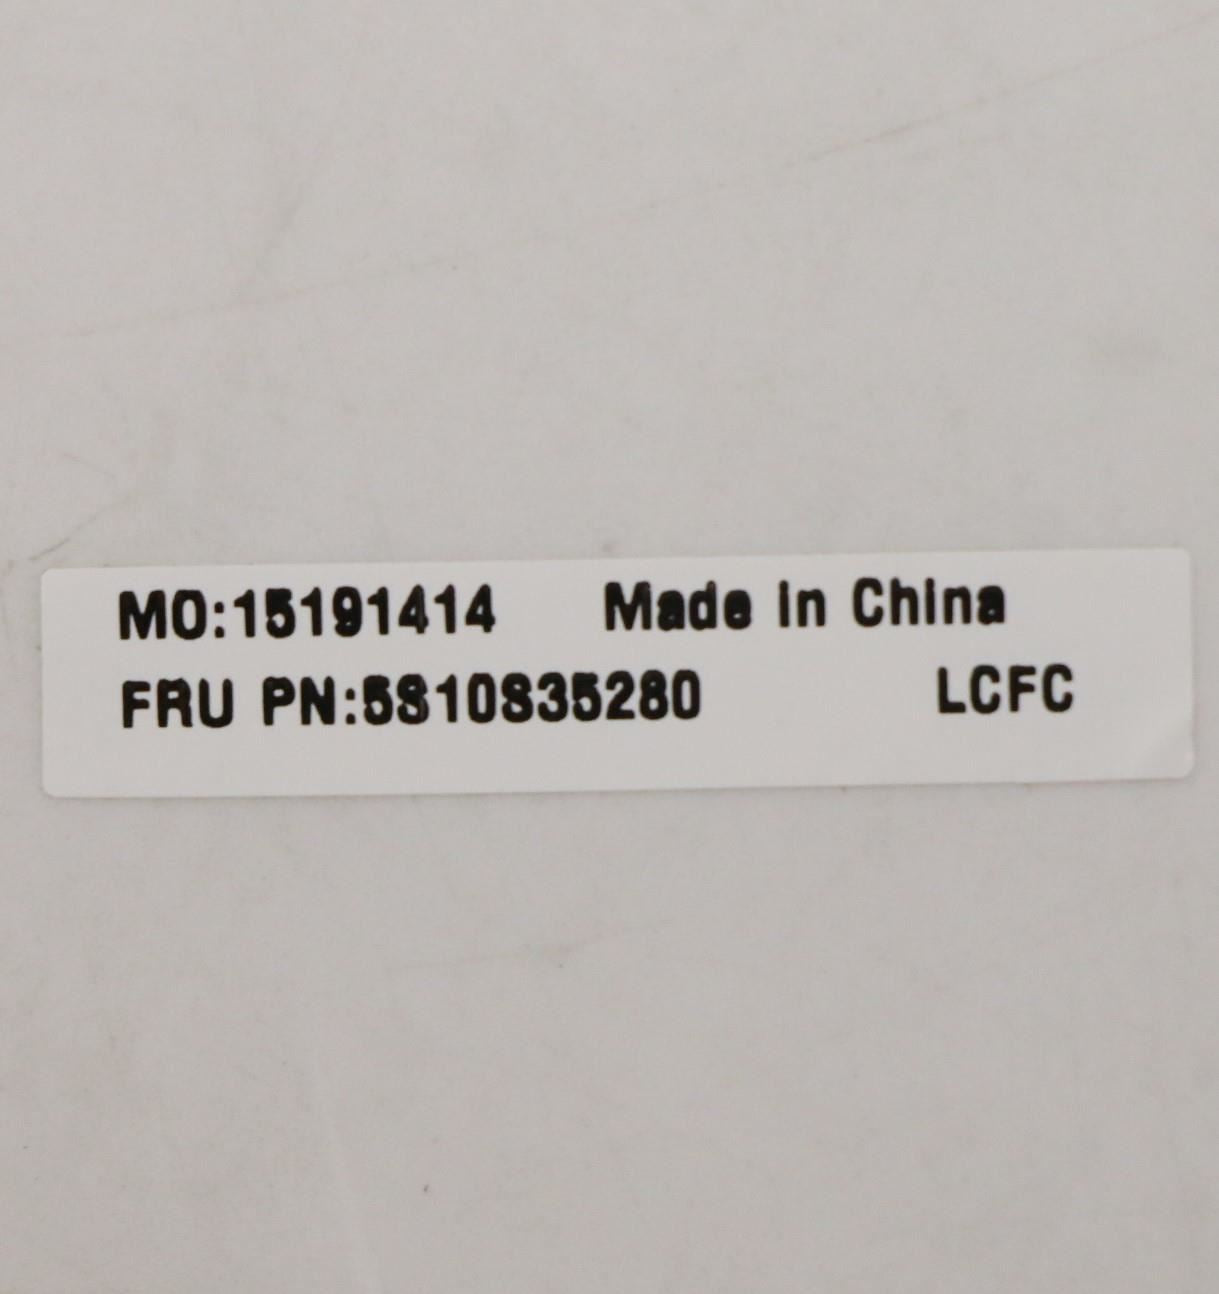 MO:15191414 Made in China
FRU PN:5S10S35280 LCFC